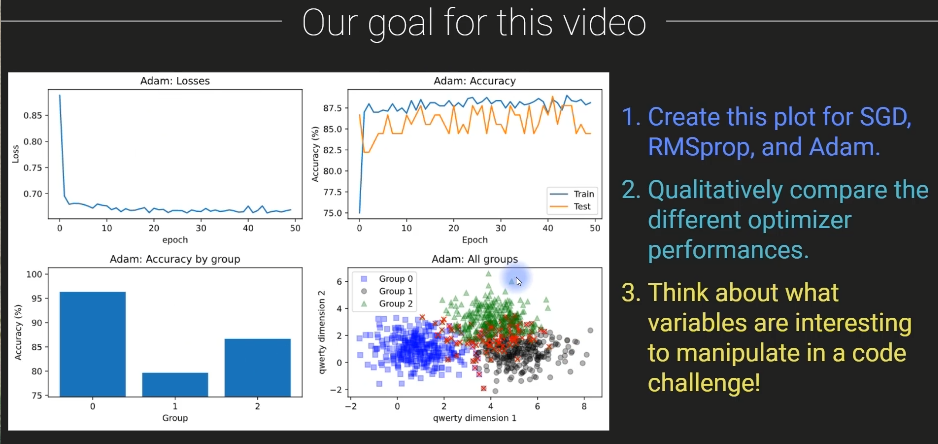 Our goal for this video
Adam: Losses
0.85
0.80
0.75
0.70
Loss
0 10 20 30 40 50
epoch
Adam: Accuracy
87.5
85.0
82.5
80.0
77.5
75.0
Accuracy (%)
Train
Test
0 10 20 30 40 50
Epoch
Adam: Accuracy by group
100
95
90
85
80
75
Accuracy (%)
0 1 2
Group
Adam: All groups
Group 0
Group 1
Group 2
6
4
2
0
−2
qwerty dimension 2
−2 0 2 4 6 8
qwerty dimension 1
1. Create this plot for SGD,
RMSprop, and Adam.
2. Qualitatively compare the
different optimizer
performances.
3. Think about what
variables are interesting
to manipulate in a code
challenge!